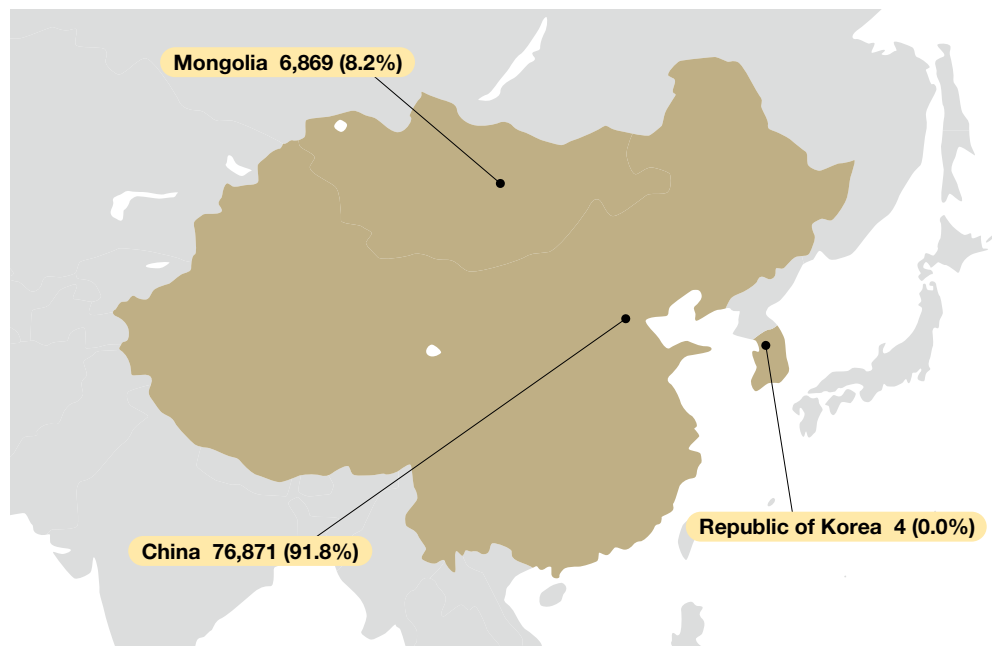 Mongolia 6,869 (8.2%)
Republic of Korea 4 (0.0%)
China 76,871 (91.8%)